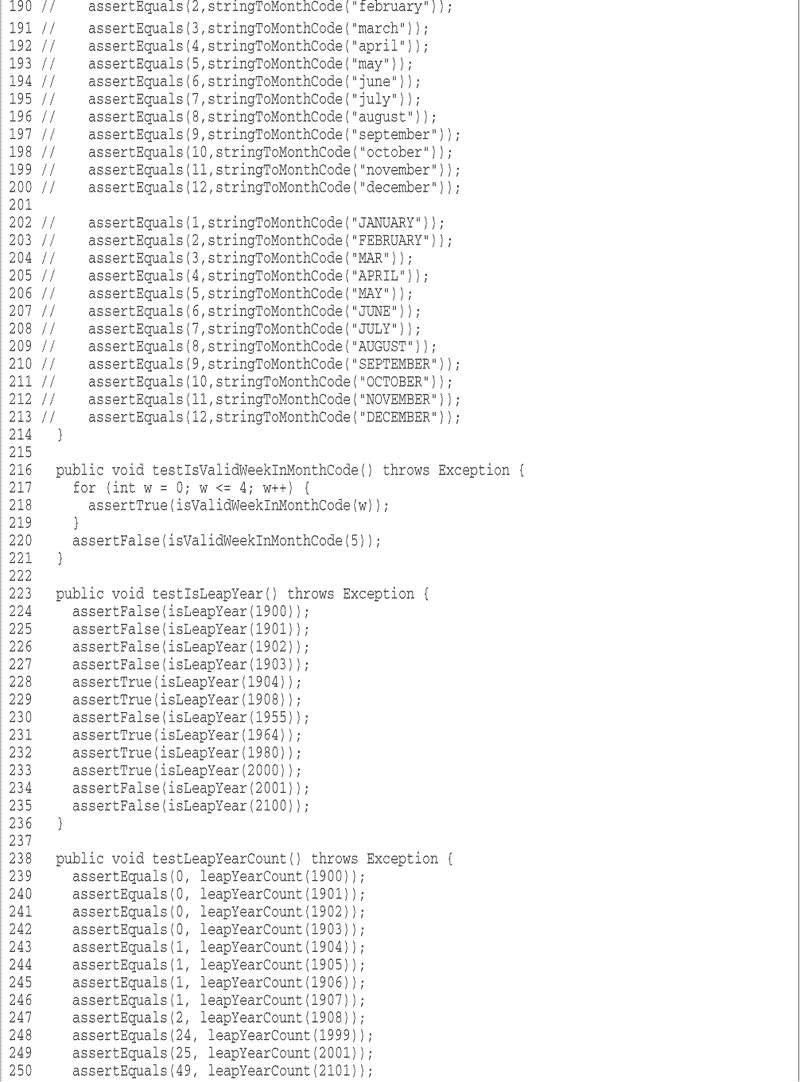 190 //    assertEquals(2,stringToMonthCode("february"));
191 //    assertEquals(3,stringToMonthCode("march"));
192 //    assertEquals(4,stringToMonthCode("april"));
193 //    assertEquals(5,stringToMonthCode("may"));
194 //    assertEquals(6,stringToMonthCode("june"));
195 //    assertEquals(7,stringToMonthCode("july"));
196 //    assertEquals(8,stringToMonthCode("august"));
197 //    assertEquals(9,stringToMonthCode("september"));
198 //    assertEquals(10,stringToMonthCode("october"));
199 //    assertEquals(11,stringToMonthCode("november"));
200 //    assertEquals(12,stringToMonthCode("december"));
201
202 //    assertEquals(1,stringToMonthCode("JANUARY"));
203 //    assertEquals(2,stringToMonthCode("FEBRUARY"));
204 //    assertEquals(3,stringToMonthCode("MAR"));
205 //    assertEquals(4,stringToMonthCode("APRIL"));
206 //    assertEquals(5,stringToMonthCode("MAY"));
207 //    assertEquals(6,stringToMonthCode("JUNE"));
208 //    assertEquals(7,stringToMonthCode("JULY"));
209 //    assertEquals(8,stringToMonthCode("AUGUST"));
210 //    assertEquals(9,stringToMonthCode("SEPTEMBER"));
211 //    assertEquals(10,stringToMonthCode("OCTOBER"));
212 //    assertEquals(11,stringToMonthCode("NOVEMBER"));
213 //    assertEquals(12,stringToMonthCode("DECEMBER"));
214   }
215
216   public void testIsValidWeekInMonthCode() throws Exception {
217     for (int w = 0; w <= 4; w++) {
218       assertTrue(isValidWeekInMonthCode(w));
219     }
220     assertFalse(isValidWeekInMonthCode(5));
221   }
222
223   public void testIsLeapYear() throws Exception {
224     assertFalse(isLeapYear(1900));
225     assertFalse(isLeapYear(1901));
226     assertFalse(isLeapYear(1902));
227     assertFalse(isLeapYear(1903));
228     assertTrue(isLeapYear(1904));
229     assertTrue(isLeapYear(1908));
230     assertFalse(isLeapYear(1955));
231     assertTrue(isLeapYear(1964));
232     assertTrue(isLeapYear(1980));
233     assertTrue(isLeapYear(2000));
234     assertFalse(isLeapYear(2001));
235     assertFalse(isLeapYear(2100));
236   }
237
238   public void testLeapYearCount() throws Exception {
239     assertEquals(0, leapYearCount(1900));
240     assertEquals(0, leapYearCount(1901));
241     assertEquals(0, leapYearCount(1902));
242     assertEquals(0, leapYearCount(1903));
243     assertEquals(1, leapYearCount(1904));
244     assertEquals(1, leapYearCount(1905));
245     assertEquals(1, leapYearCount(1906));
246     assertEquals(1, leapYearCount(1907));
247     assertEquals(2, leapYearCount(1908));
248     assertEquals(24, leapYearCount(1999));
249     assertEquals(25, leapYearCount(2001));
250     assertEquals(49, leapYearCount(2101));